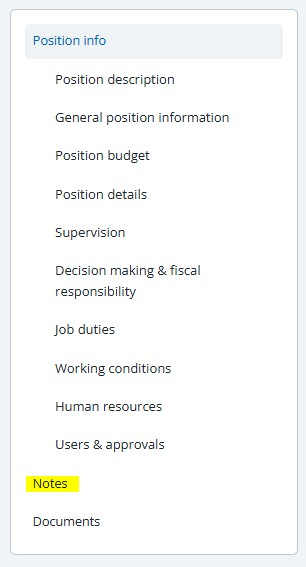 Position info
Position description
General position information
Position budget
Position details
Supervision
Decision making & fiscal
responsibility
Job duties
Working conditions
Human resources
Users & approvals
Notes
Documents